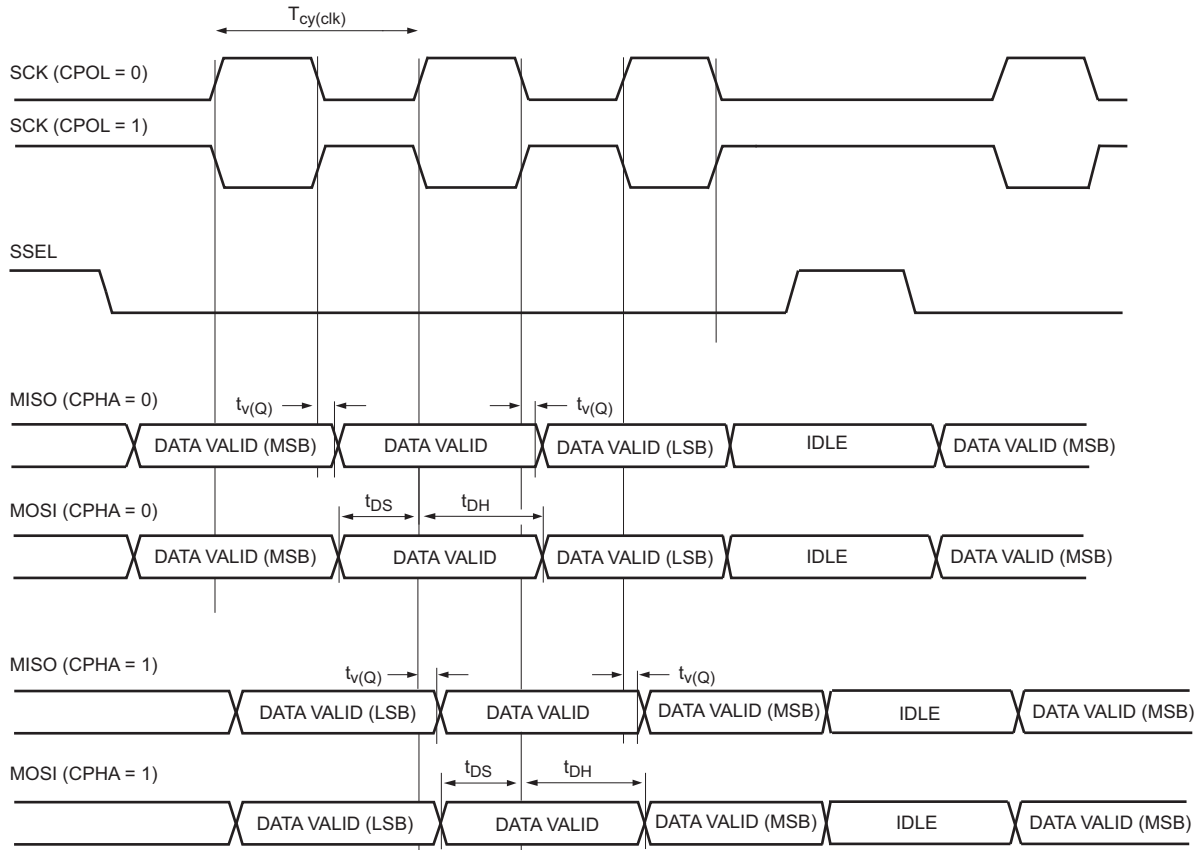 Tcy(clk)
SCK (CPOL = 0)
SCK (CPOL = 1)
SSEL
MISO (CPHA = 0)
tv(Q) tv(Q)
DATA VALID (MSB) DATA VALID DATA VALID (LSB) IDLE DATA VALID (MSB)
tDS tDH
MOSI (CPHA = 0)
DATA VALID (MSB) DATA VALID DATA VALID (LSB) IDLE DATA VALID (MSB)
MISO (CPHA = 1)
tv(Q) tv(Q)
DATA VALID (LSB) DATA VALID DATA VALID (MSB) IDLE DATA VALID (MSB)
tDS tDH
MOSI (CPHA = 1)
DATA VALID (LSB) DATA VALID DATA VALID (MSB) IDLE DATA VALID (MSB)